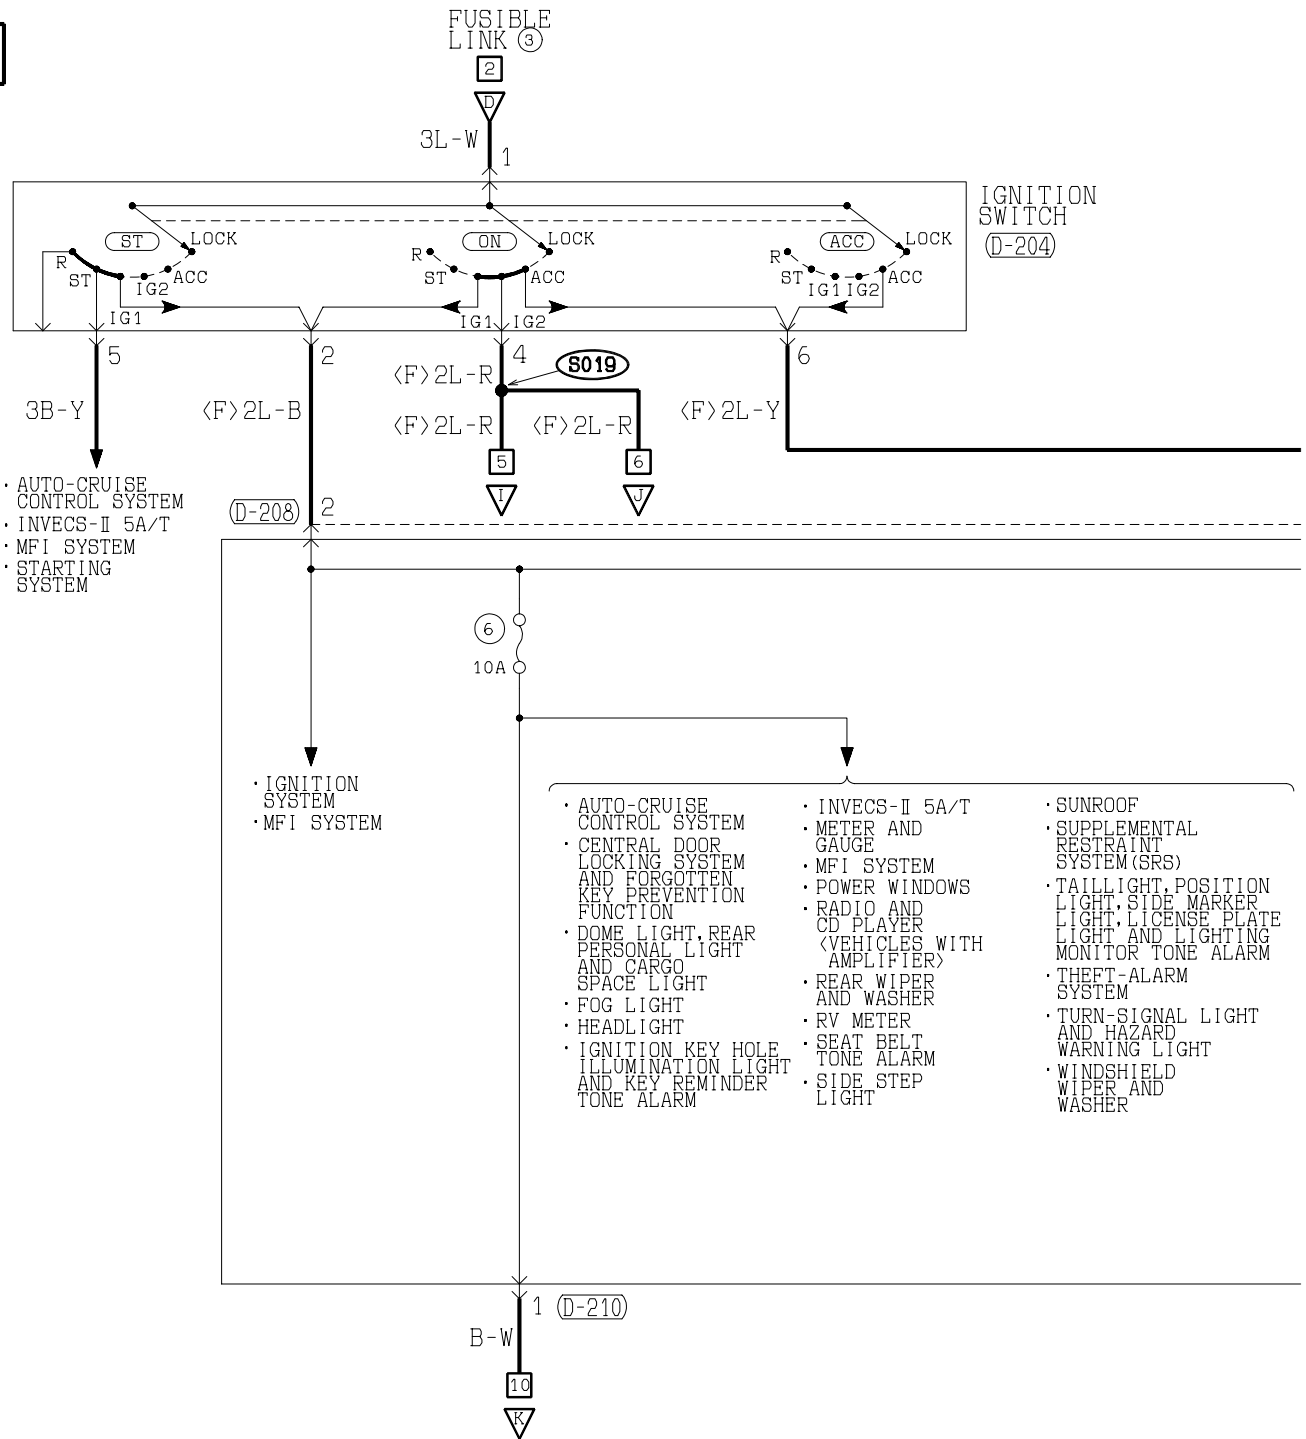 FUSIBLE
LINK ③
2
D
3L-W
1
IGNITION
SWITCH
(D-204)
ST
LOCK
R
ST
ACC
IG2
IG1
ON
LOCK
R
ST
ACC
IG1
IG2
ACC
LOCK
R
ST
IG1
IG2
ACC
5
2
4
S019
6
3B-Y
<F>2L-B
<F>2L-R
<F>2L-R
<F>2L-R
<F>2L-Y
5
6
I
J
· AUTO-CRUISE
CONTROL SYSTEM
· INVECS-Ⅱ 5A/T
· MFI SYSTEM
· STARTING
SYSTEM
(D-208)
2
6
10A
· IGNITION
SYSTEM
· MFI SYSTEM
· AUTO-CRUISE
CONTROL SYSTEM
· CENTRAL DOOR
LOCKING SYSTEM
AND FORGOTTEN
KEY PREVENTION
FUNCTION
· DOME LIGHT,REAR
PERSONAL LIGHT
AND CARGO
SPACE LIGHT
· FOG LIGHT
· HEADLIGHT
· IGNITION KEY HOLE
ILLUMINATION LIGHT
AND KEY REMINDER
TONE ALARM
· INVECS-Ⅱ 5A/T
· METER AND
GAUGE
· MFI SYSTEM
· POWER WINDOWS
· RADIO AND
CD PLAYER
<VEHICLES WITH
AMPLIFIER>
· REAR WIPER
AND WASHER
· RV METER
· SEAT BELT
TONE ALARM
· SIDE STEP
LIGHT
· SUNROOF
· SUPPLEMENTAL
RESTRAINT
SYSTEM(SRS)
· TAILLIGHT,POSITION
LIGHT,SIDE MARKER
LIGHT,LICENSE PLATE
LIGHT AND LIGHTING
MONITOR TONE ALARM
· THEFT-ALARM
SYSTEM
· TURN-SIGNAL LIGHT
AND HAZARD
WARNING LIGHT
· WINDSHIELD
WIPER AND
WASHER
1 (D-210)
B-W
10
K